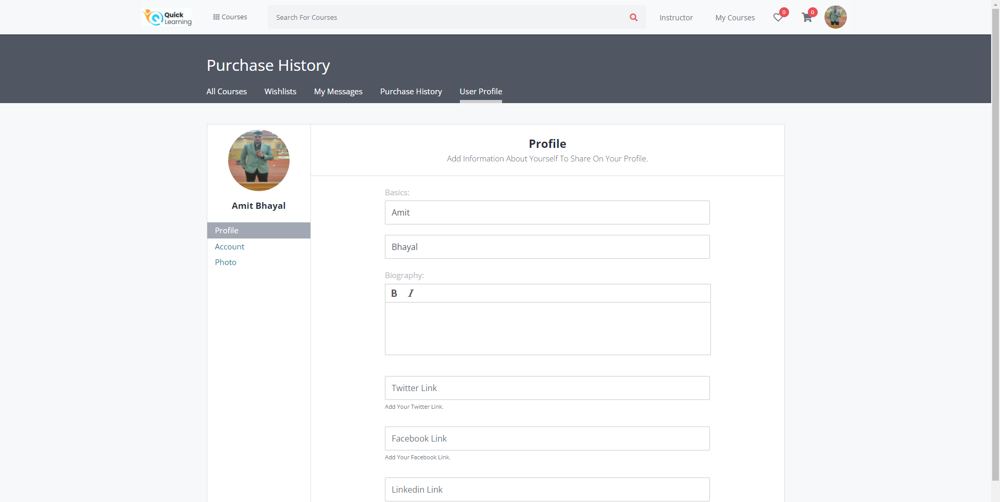 Quick
Learning
Courses
Search For Courses
Instructor
My Courses
0
0
Purchase History
All Courses
Wishlists
My Messages
Purchase History
User Profile
Amit Bhayal
Profile
Account
Photo
Profile
Add Information About Yourself To Share On Your Profile.
Basics:
Amit
Bhayal
Biography:
B I
Twitter Link
Add Your Twitter Link.
Facebook Link
Add Your Facebook Link.
Linkedin Link